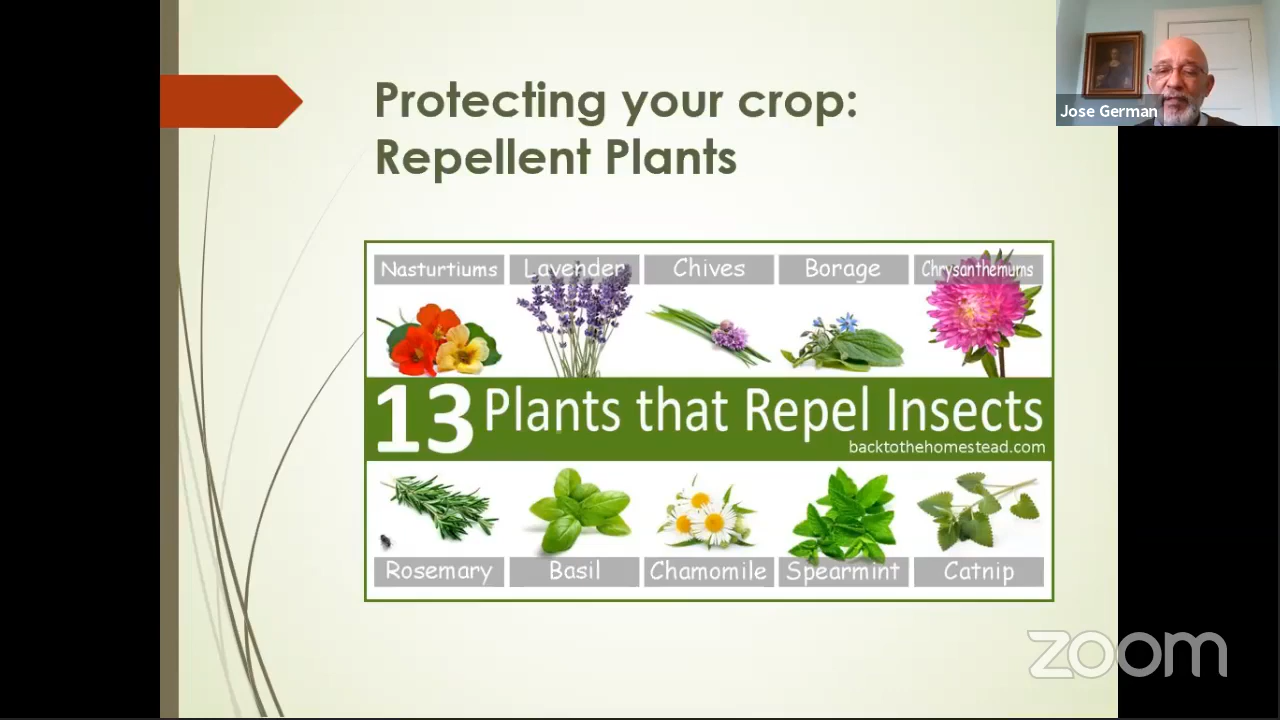 Protecting your crop:
Repellent Plants
Jose German
Nasturtiums
Lavender
Chives
Borage
Chrysanthemums
13 Plants that Repel Insects
backtothehomestead.com
Rosemary
Basil
Chamomile
Spearmint
Catnip
zoom